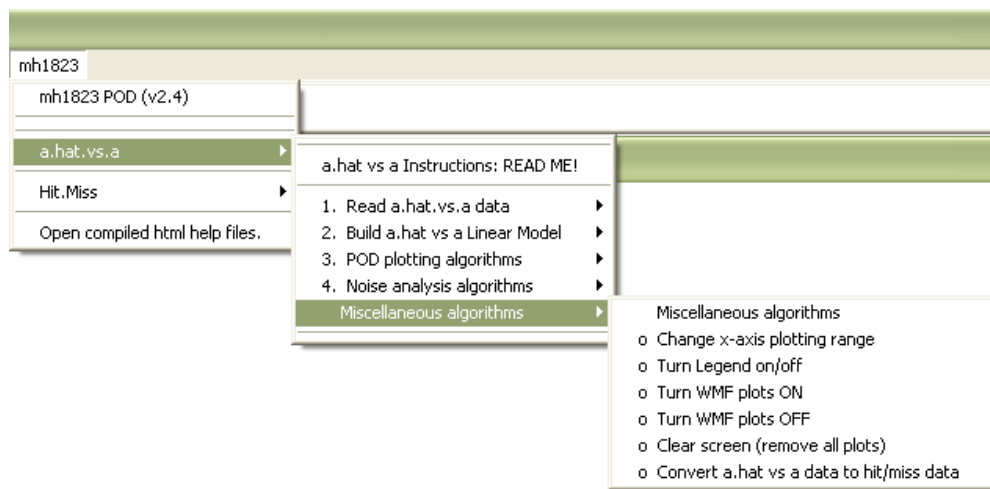 mh1823
mh1823 POD (v2.4)
a.hat.vs.a
Hit.Miss
Open compiled html help files.
a.hat vs a Instructions: READ ME!
1. Read a.hat.vs.a data
2. Build a.hat vs a Linear Model
3. POD plotting algorithms
4. Noise analysis algorithms
Miscellaneous algorithms
Miscellaneous algorithms
o Change x-axis plotting range
o Turn Legend on/off
o Turn WMF plots ON
o Turn WMF plots OFF
o Clear screen (remove all plots)
o Convert a.hat vs a data to hit/miss data